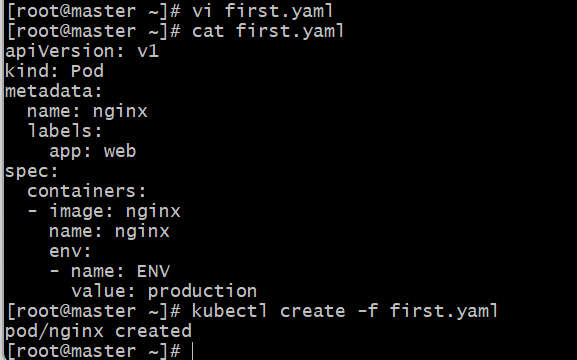 [root@master ~]# vi first.yaml
[root@master ~]# cat first.yaml
apiVersion: v1
kind: Pod
metadata:
  name: nginx
  labels:
    app: web
spec:
  containers:
  - image: nginx
    name: nginx
    env:
    - name: ENV
      value: production
[root@master ~]# kubectl create -f first.yaml
pod/nginx created
[root@master ~]#